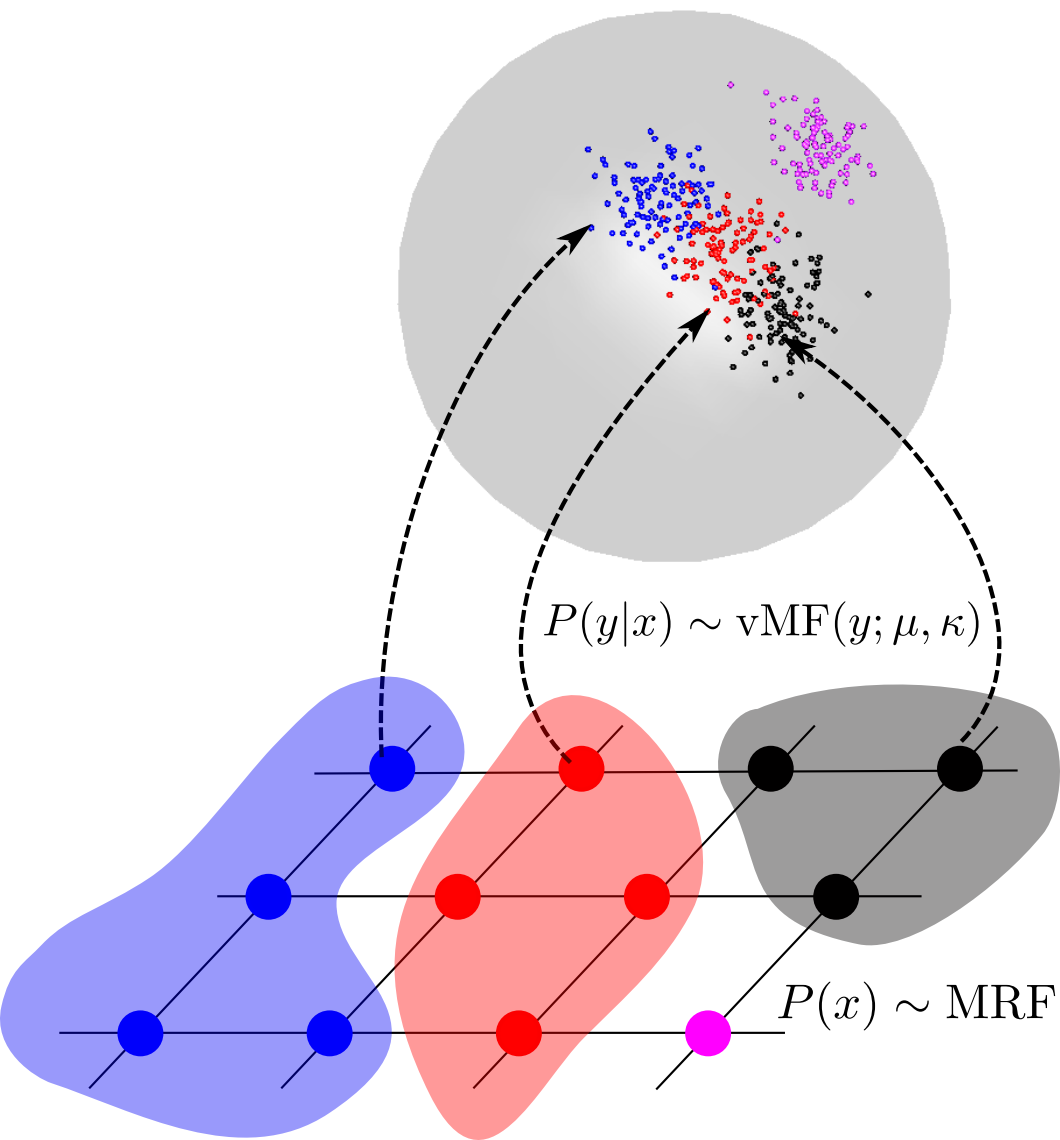 P(y|x) ∼ vMF(y; μ, κ)
P(x) ∼ MRF